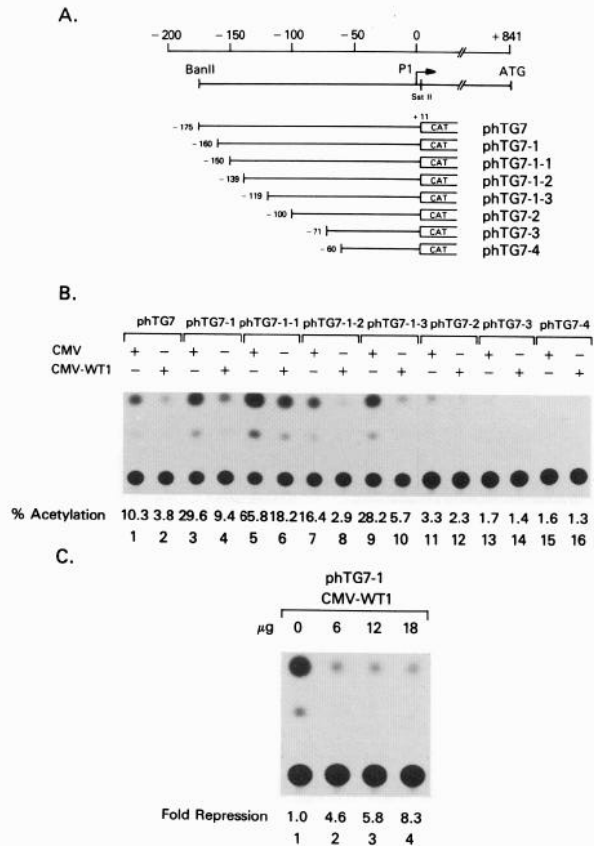 A.
-200 -150 -100 -50 0 +841
BanII P1 ATG
Sst II
+11
-175 CAT phTG7
-160 CAT phTG7-1
-150 CAT phTG7-1-1
-139 CAT phTG7-1-2
-119 CAT phTG7-1-3
-100 CAT phTG7-2
-71 CAT phTG7-3
-60 CAT phTG7-4
B.
phTG7 phTG7-1 phTG7-1-1 phTG7-1-2 phTG7-1-3 phTG7-2 phTG7-3 phTG7-4
CMV + - + - + - + - + - + - + - + -
CMV-WT1 - + - + - + - + - + - + - + - +
% Acetylation 10.3 3.8 29.6 9.4 65.8 18.2 16.4 2.9 28.2 5.7 3.3 2.3 1.7 1.4 1.6 1.3
1 2 3 4 5 6 7 8 9 10 11 12 13 14 15 16
C.
phTG7-1
CMV-WT1
μg 0 6 12 18
Fold Repression 1.0 4.6 5.8 8.3
1 2 3 4